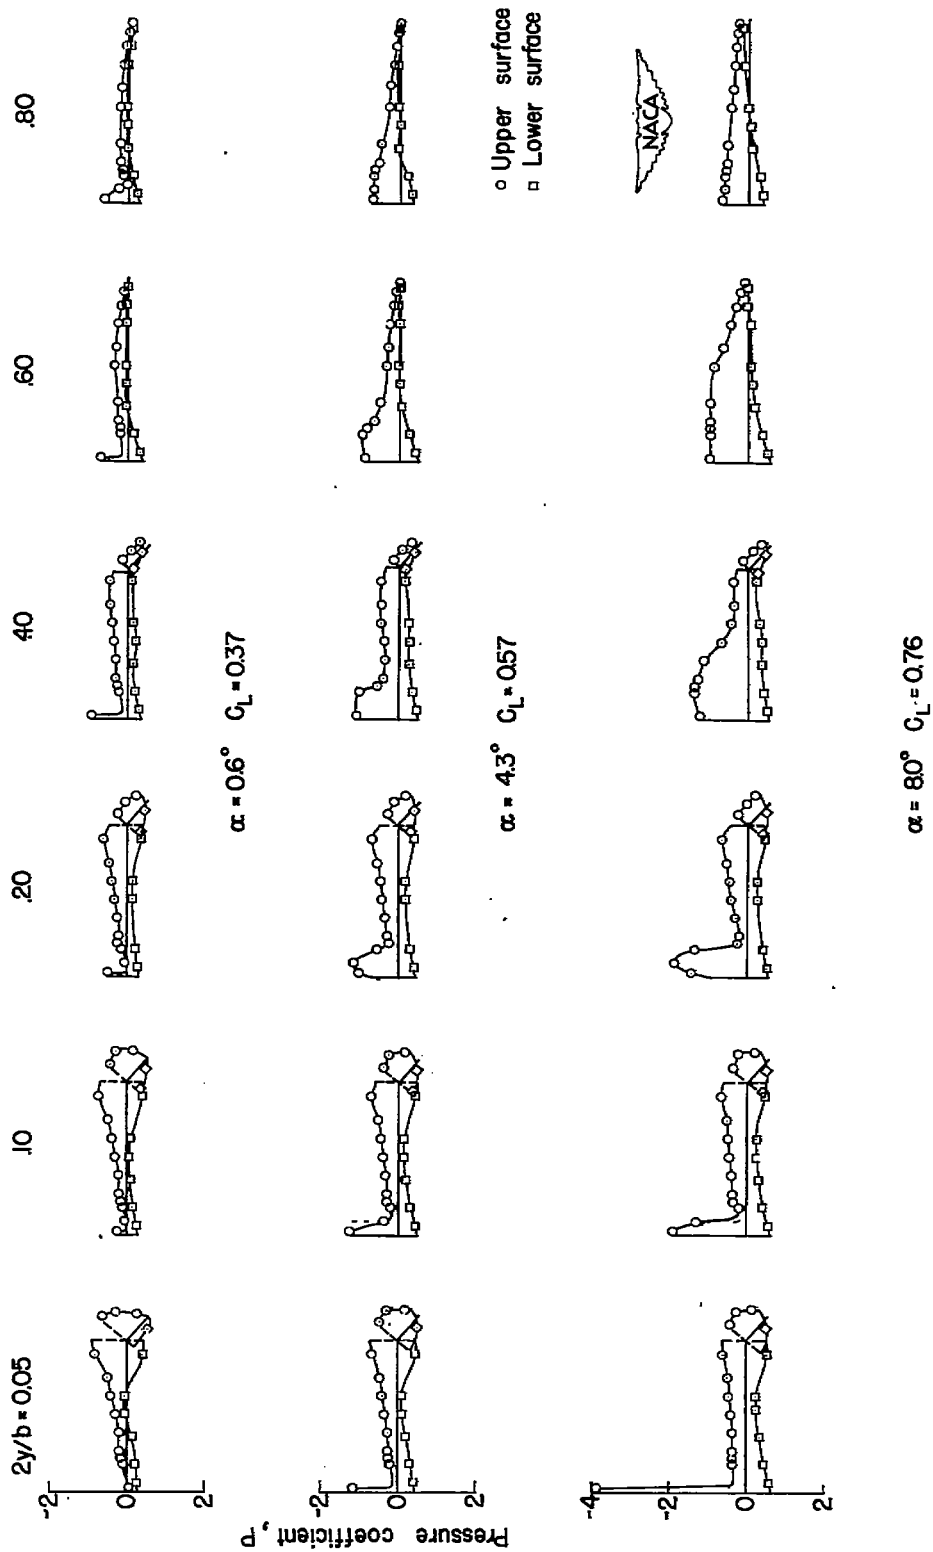 2y/b = 0.05 .10 .20 .40 .60 .80
-2
0
2
α = 0.6° C_L = 0.37
Pressure coefficient, P
-2
0
2
α = 4.3° C_L = 0.57
○ Upper surface
□ Lower surface
-4
-2
0
2
NACA
α = 8.0° C_L = 0.76